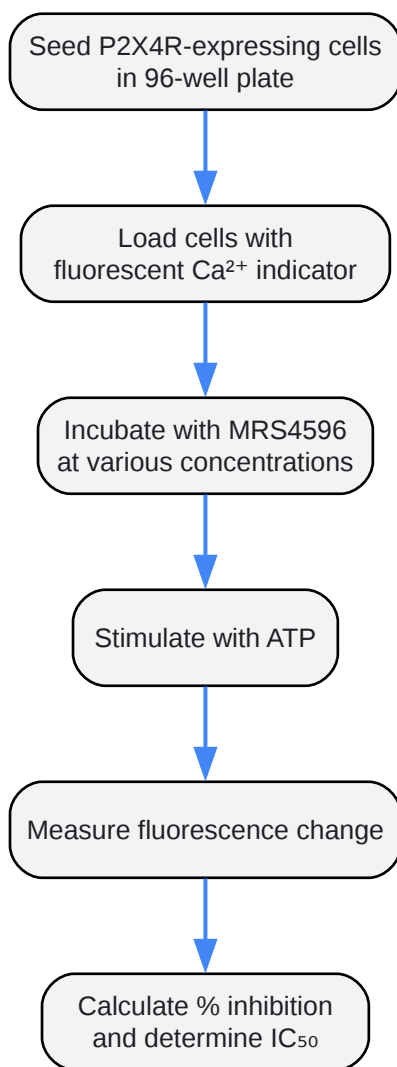 Seed P2X4R-expressing cells
in 96-well plate
Load cells with
fluorescent Ca²⁺ indicator
Incubate with MRS4596
at various concentrations
Stimulate with ATP
Measure fluorescence change
Calculate % inhibition
and determine IC₅₀